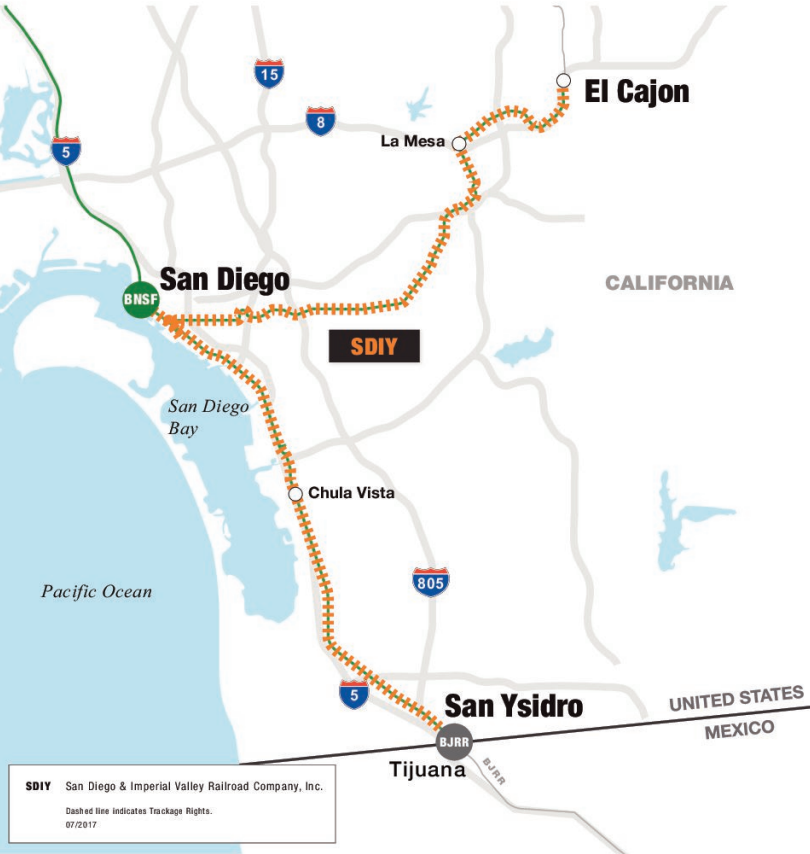 15
El Cajon
8
La Mesa
5
San Diego
CALIFORNIA
BNSF
SDIY
San Diego
Bay
Chula Vista
805
Pacific Ocean
5
San Ysidro
UNITED STATES
MEXICO
BJRR
Tijuana
BJRR
SDIY San Diego & Imperial Valley Railroad Company, Inc.
Dashed line indicates Trackage Rights.
07/2017